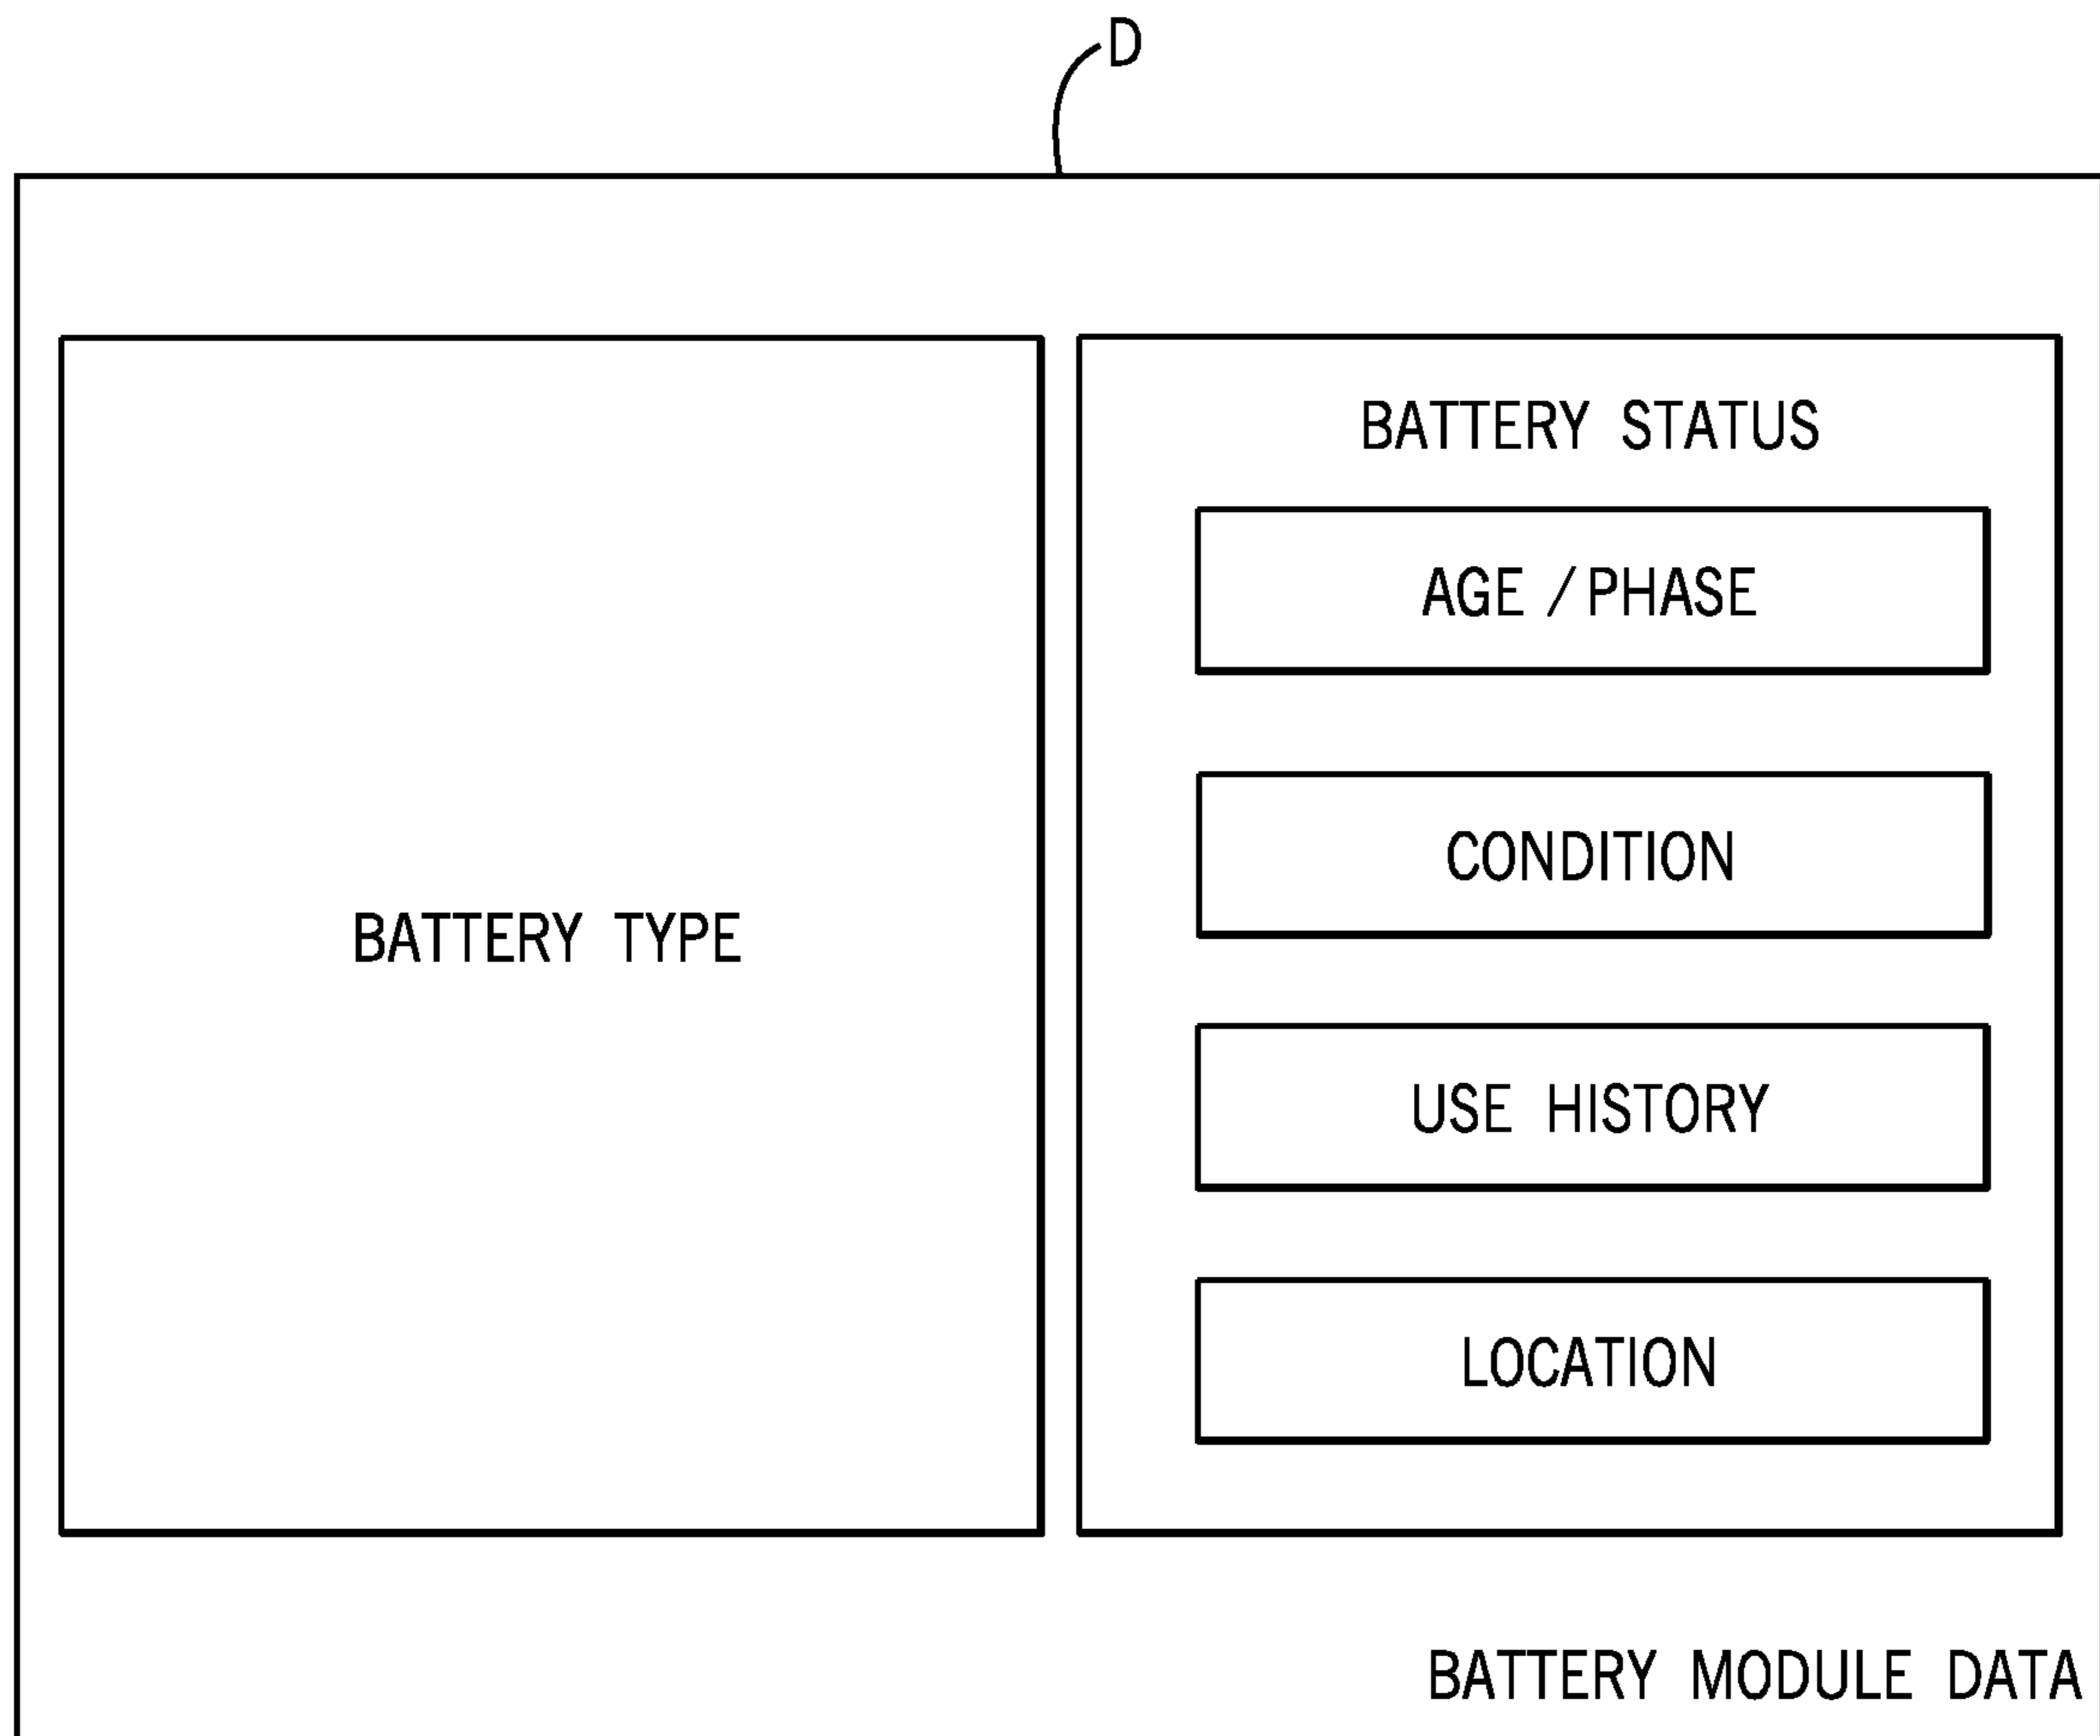 D
BATTERY STATUS
AGE / PHASE
CONDITION
BATTERY TYPE
USE HISTORY
LOCATION
BATTERY MODULE DATA